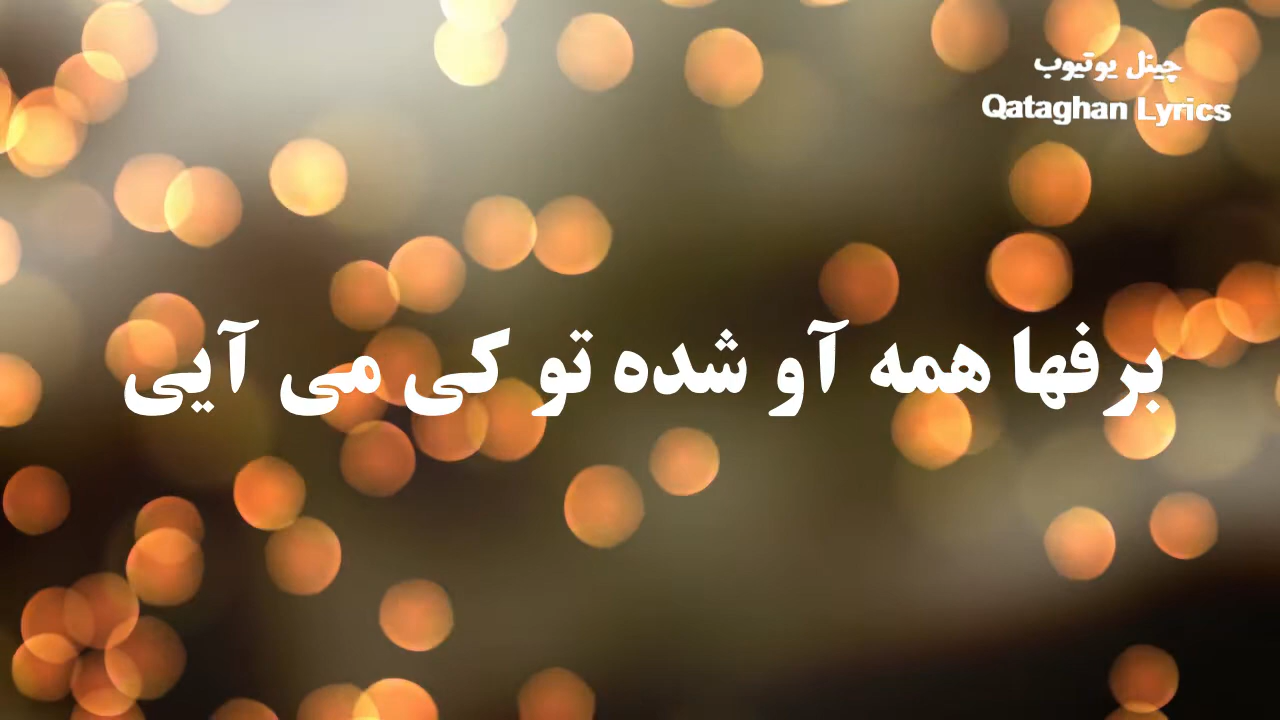 چینل یوتیوب
Qataghan Lyrics
برفها همه آو شده تو کی می آیی